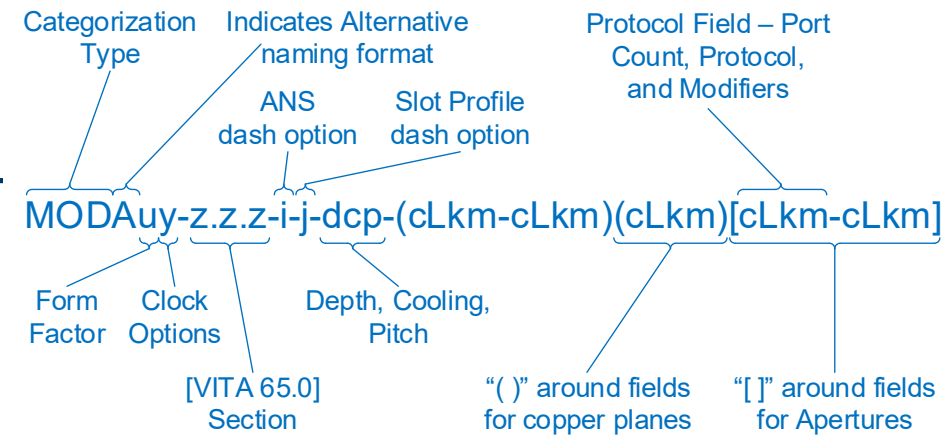 Categorization
Type
Indicates Alternative
naming format
Protocol Field – Port
Count, Protocol,
and Modifiers
ANS
dash option
Slot Profile
dash option
MODAuy-z.z.z-i-j-dcp-(cLkm-cLkm)(cLkm)[cLkm-cLkm]
Form
Factor
Clock
Options
Depth, Cooling,
Pitch
[VITA 65.0]
Section
“( )” around fields
for copper planes
“[ ]” around fields
for Apertures